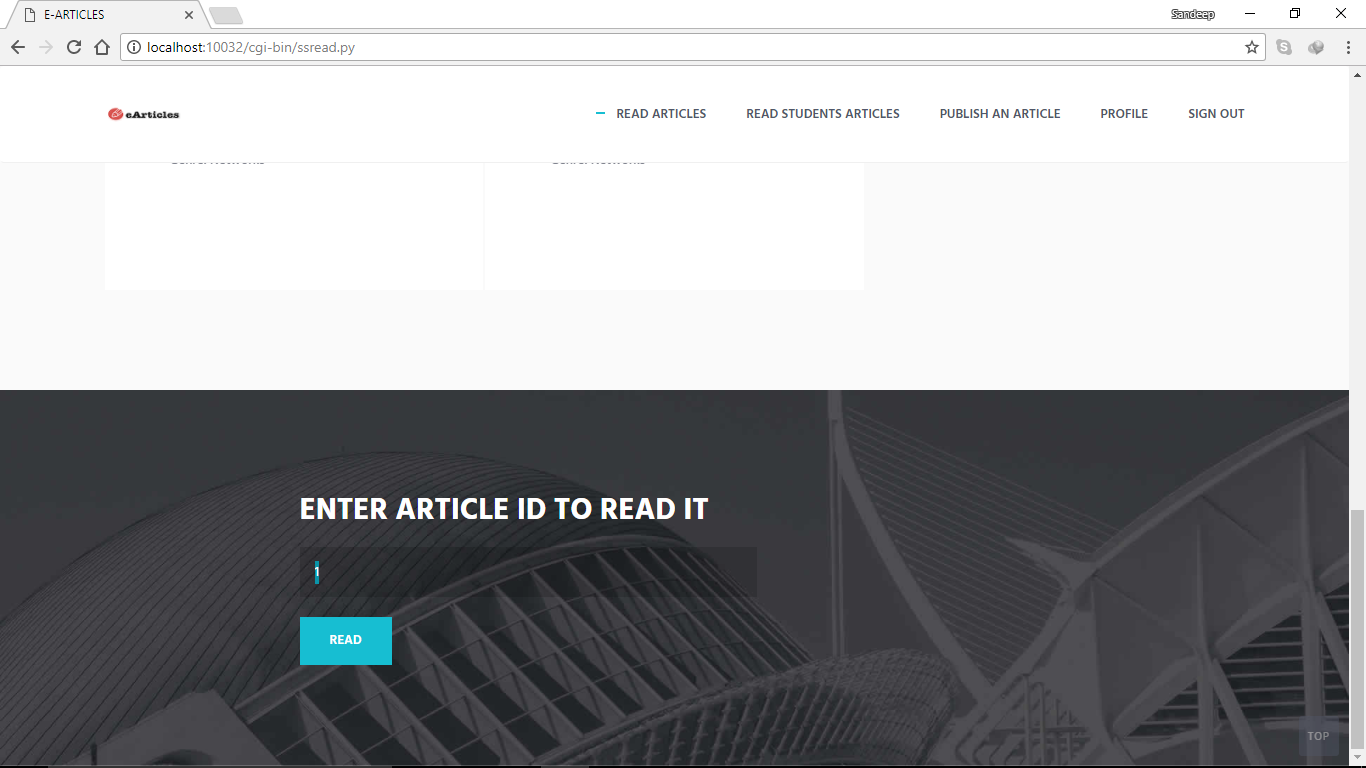 E-ARTICLES
Sandeep
localhost:10032/cgi-bin/ssread.py
eArticles
READ ARTICLES
READ STUDENTS ARTICLES
PUBLISH AN ARTICLE
PROFILE
SIGN OUT
ENTER ARTICLE ID TO READ IT
1
READ
TOP